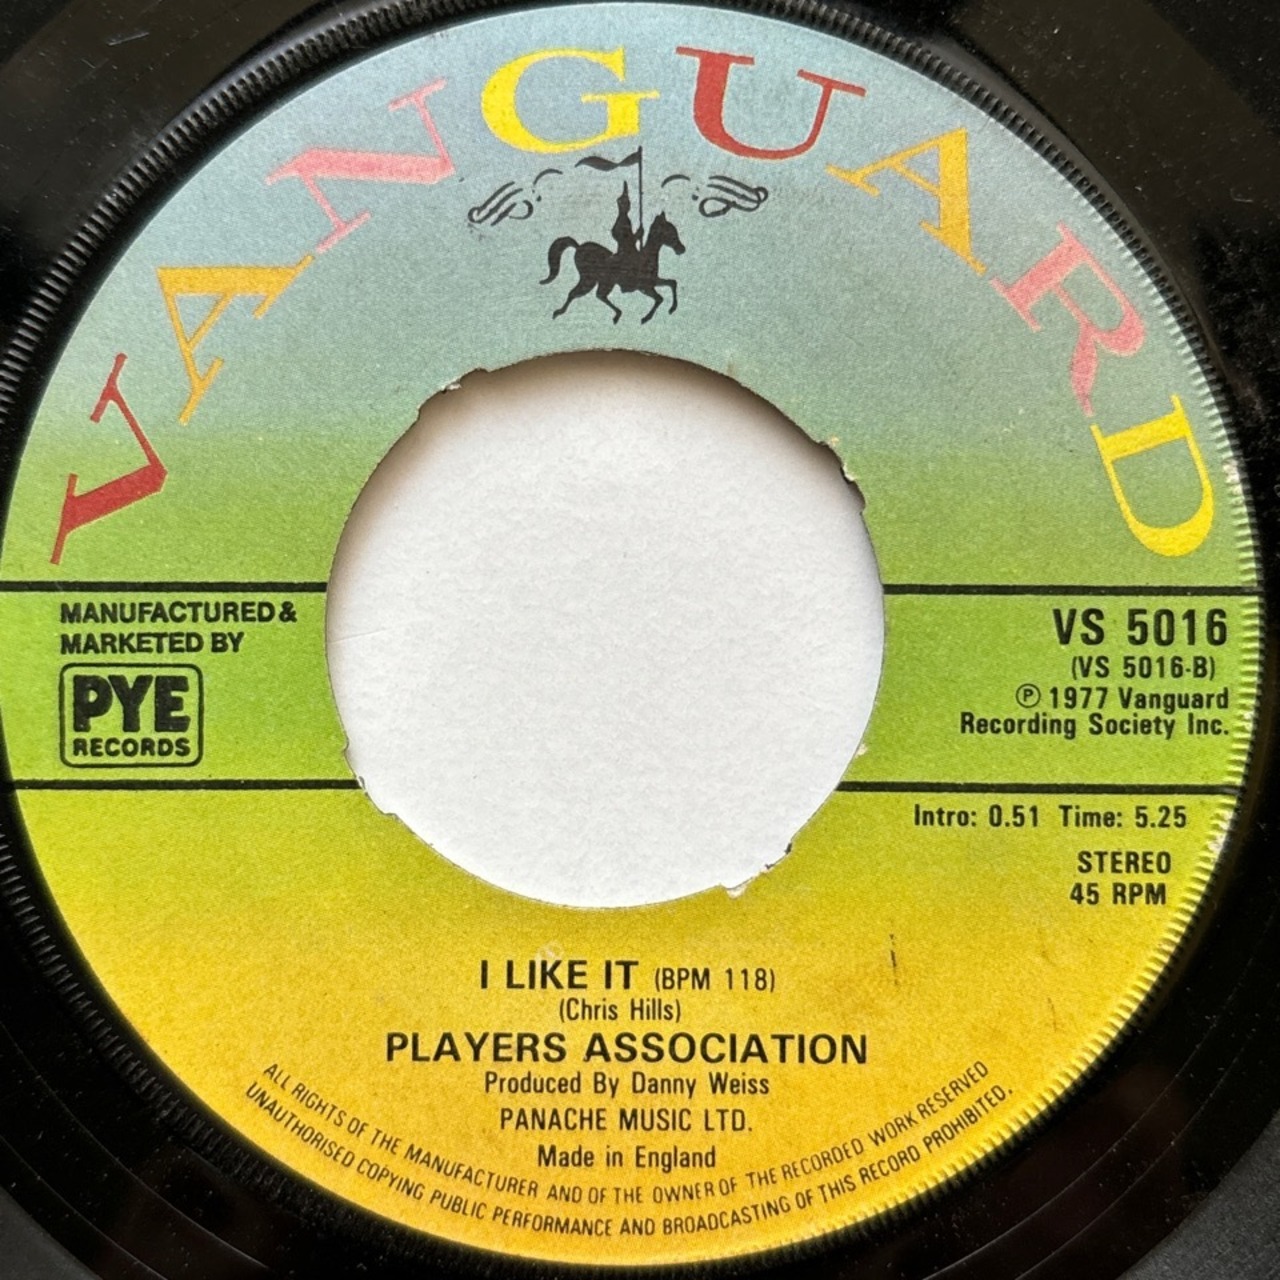 VANGUARD
MANUFACTURED &
MARKETED BY
PYE
RECORDS
VS 5016
(VS 5016-B)
Ⓟ 1977 Vanguard
Recording Society Inc.
Intro: 0.51 Time: 5.25
STEREO
45 RPM
I LIKE IT (BPM 118)
(Chris Hills)
PLAYERS ASSOCIATION
Produced By Danny Weiss
PANACHE MUSIC LTD.
Made in England
ALL RIGHTS OF THE MANUFACTURER AND OF THE OWNER OF THE RECORDED WORK RESERVED
UNAUTHORISED COPYING PUBLIC PERFORMANCE AND BROADCASTING OF THIS RECORD PROHIBITED.